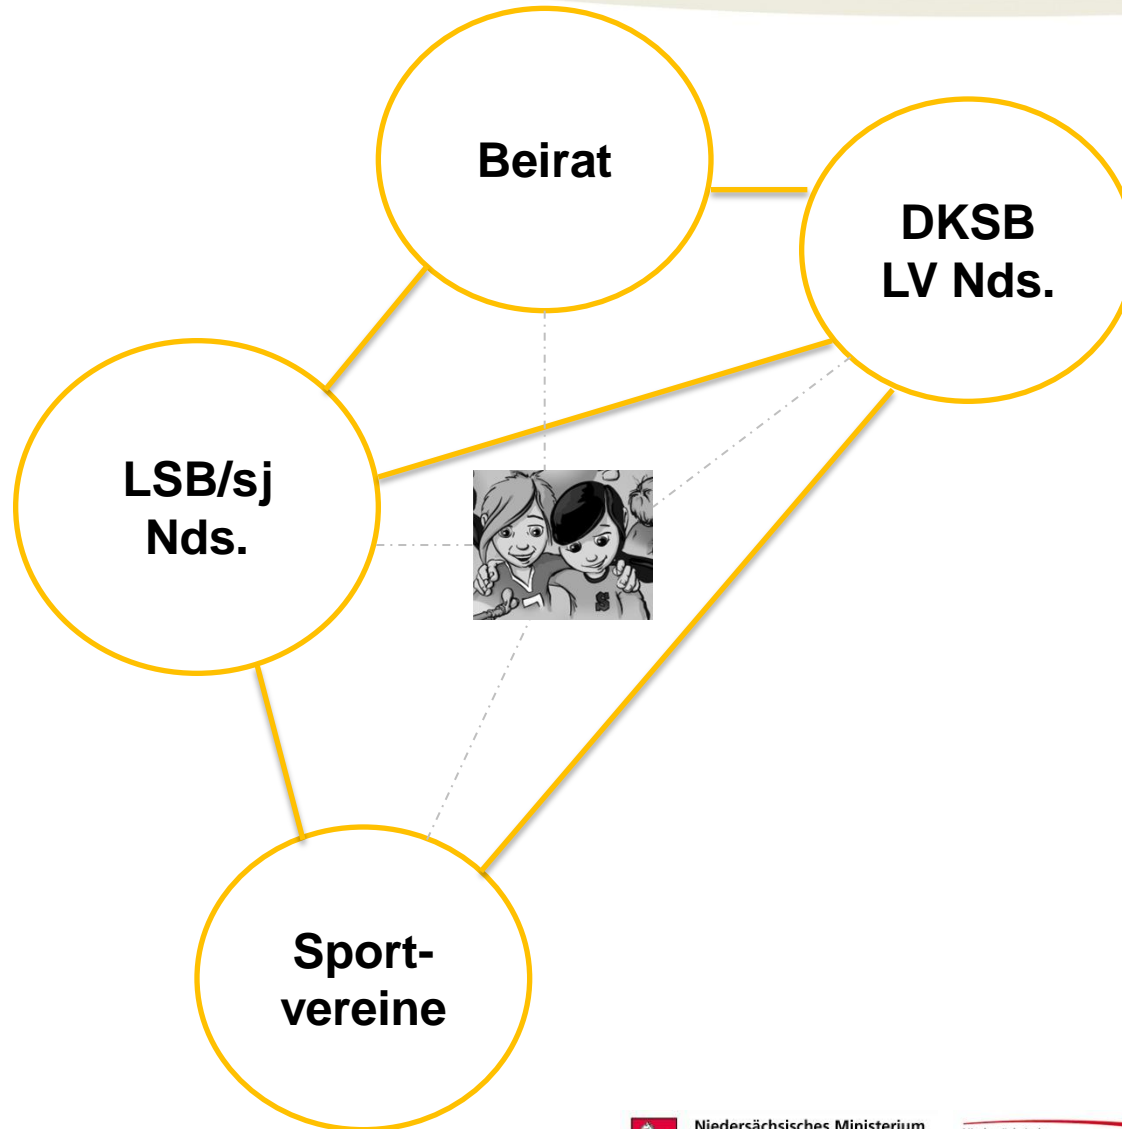 Beirat
DKSB
LV Nds.
LSB/sj
Nds.
Sport-
vereine
Niedersächsisches Ministerium